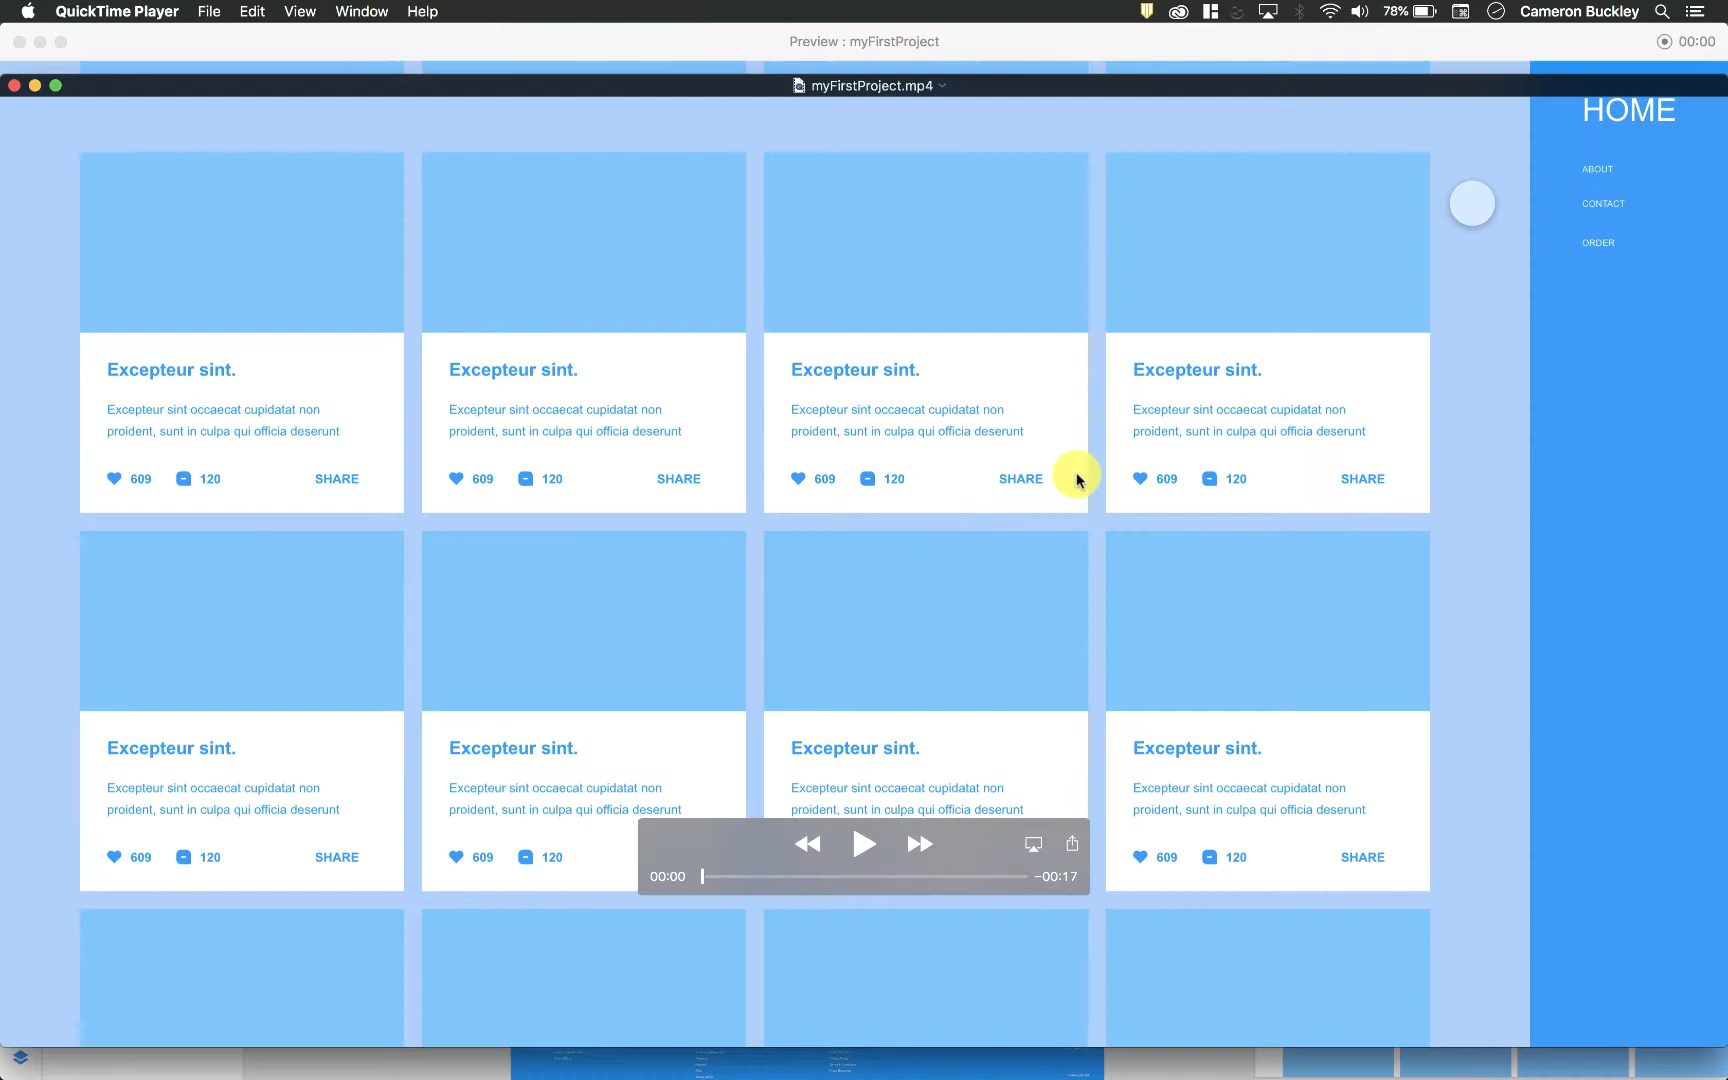 QuickTime Player File Edit View Window Help 78% Cameron Buckley
Preview : myFirstProject 00:00
myFirstProject.mp4
HOME
ABOUT
CONTACT
ORDER
Excepteur sint. Excepteur sint. Excepteur sint. Excepteur sint.
Excepteur sint occaecat cupidatat non Excepteur sint occaecat cupidatat non Excepteur sint occaecat cupidatat non Excepteur sint occaecat cupidatat non
proident, sunt in culpa qui officia deserunt proident, sunt in culpa qui officia deserunt proident, sunt in culpa qui officia deserunt proident, sunt in culpa qui officia deserunt
609 120 SHARE 609 120 SHARE 609 120 SHARE 609 120 SHARE
Excepteur sint. Excepteur sint. Excepteur sint. Excepteur sint.
Excepteur sint occaecat cupidatat non Excepteur sint occaecat cupidatat non Excepteur sint occaecat cupidatat non Excepteur sint occaecat cupidatat non
proident, sunt in culpa qui officia deserunt proident, sunt in culpa qui officia deserunt proident, sunt in culpa qui officia deserunt proident, sunt in culpa qui officia deserunt
609 120 SHARE 609 120 609 120 SHARE
00:00 −00:17